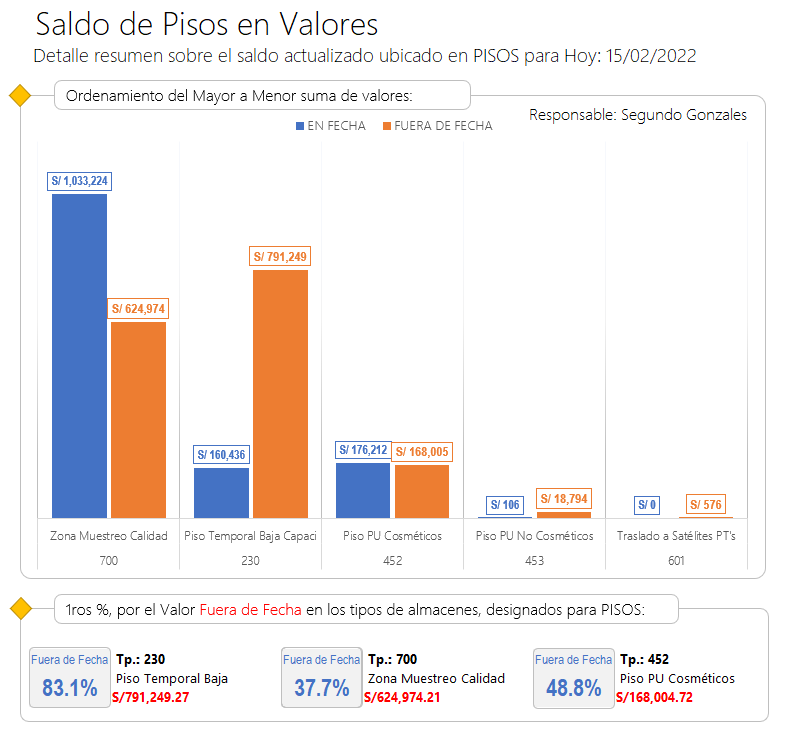 Saldo de Pisos en Valores
Detalle resumen sobre el saldo actualizado ubicado en PISOS para Hoy: 15/02/2022
Ordenamiento del Mayor a Menor suma de valores:
Responsable: Segundo Gonzales
EN FECHA FUERA DE FECHA
S/ 1,033,224
S/ 624,974
S/ 160,436
S/ 791,249
S/ 176,212
S/ 168,005
S/ 106
S/ 18,794
S/ 0
S/ 576
Zona Muestreo Calidad Piso Temporal Baja Capaci Piso PU Cosméticos Piso PU No Cosméticos Traslado a Satélites PT's
700 230 452 453 601
1ros %, por el Valor Fuera de Fecha en los tipos de almacenes, designados para PISOS:
Fuera de Fecha
83.1%
Tp.: 230
Piso Temporal Baja
S/791,249.27
Fuera de Fecha
37.7%
Tp.: 700
Zona Muestreo Calidad
S/624,974.21
Fuera de Fecha
48.8%
Tp.: 452
Piso PU Cosméticos
S/168,004.72